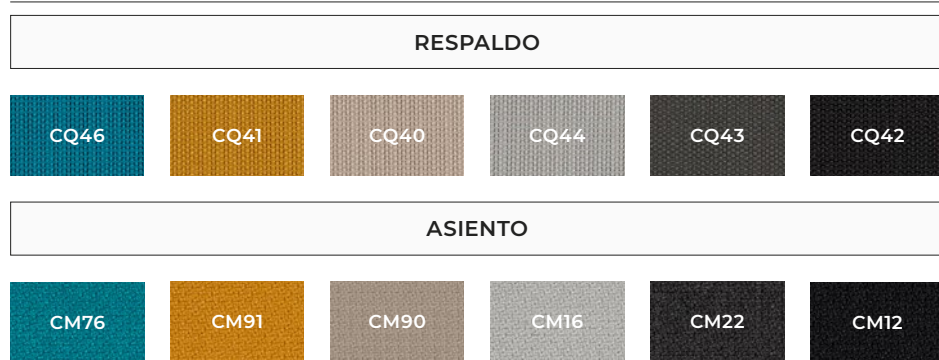 RESPALDO
CQ46 CQ41 CQ40 CQ44 CQ43 CQ42
ASIENTO
CM76 CM91 CM90 CM16 CM22 CM12